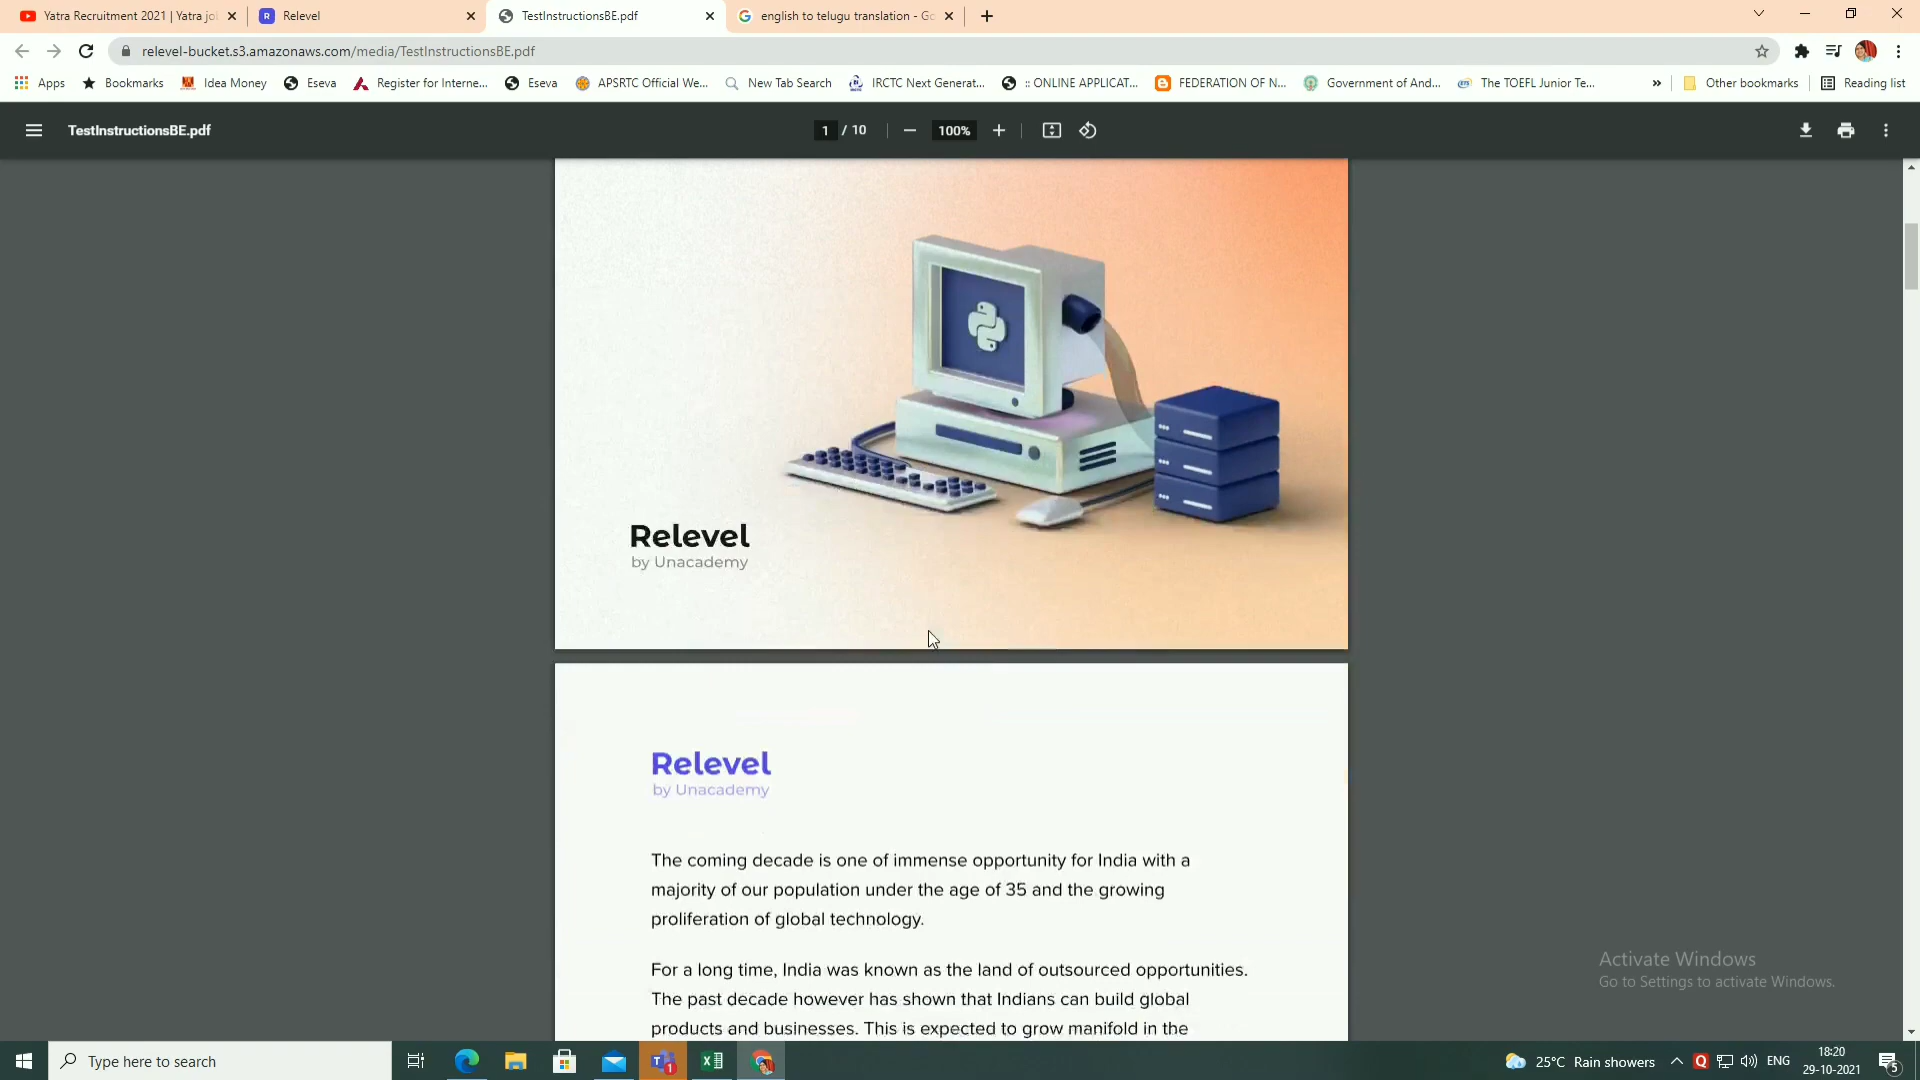 Yatra Recruitment 2021 | Yatra jo
Relevel
TestInstructionsBE.pdf
english to telugu translation - Go
relevel-bucket.s3.amazonaws.com/media/TestInstructionsBE.pdf
Apps
Bookmarks
Idea Money
Eseva
Register for Interne...
Eseva
APSRTC Official We...
New Tab Search
IRCTC Next Generat...
:: ONLINE APPLICAT...
FEDERATION OF N...
Government of And...
The TOEFL Junior Te...
»
Other bookmarks
Reading list
TestInstructionsBE.pdf
1 / 10
100%
Relevel
by Unacademy
Relevel
by Unacademy
The coming decade is one of immense opportunity for India with a
majority of our population under the age of 35 and the growing
proliferation of global technology.
For a long time, India was known as the land of outsourced opportunities.
The past decade however has shown that Indians can build global
products and businesses. This is expected to grow manifold in the
Activate Windows
Go to Settings to activate Windows.
Type here to search
1
25°C Rain showers
ENG
18:20
29-10-2021
5